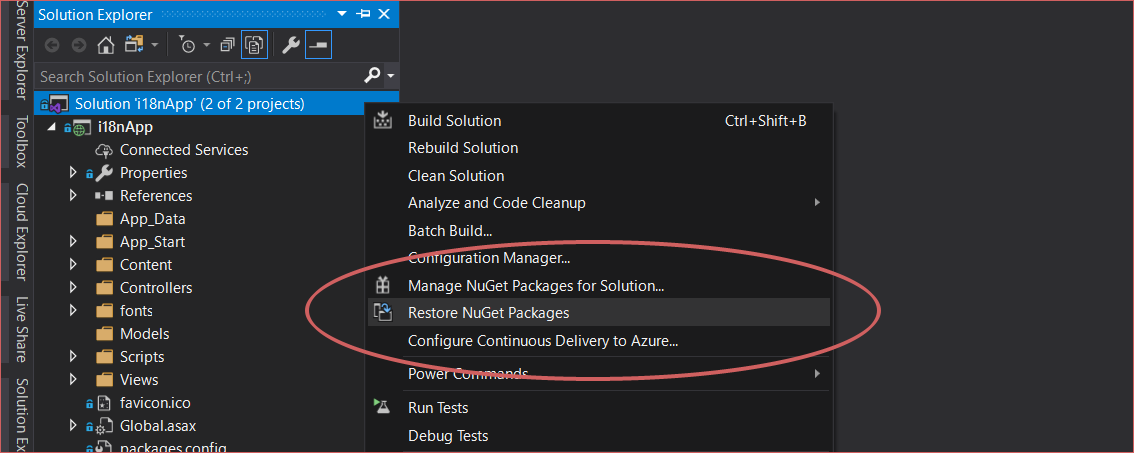 Solution Explorer
Search Solution Explorer (Ctrl+;)
Solution 'i18nApp' (2 of 2 projects)
i18nApp
Connected Services
Properties
References
App_Data
App_Start
Content
Controllers
fonts
Models
Scripts
Views
favicon.ico
Global.asax
packages.config
Build Solution Ctrl+Shift+B
Rebuild Solution
Clean Solution
Analyze and Code Cleanup
Batch Build...
Configuration Manager...
Manage NuGet Packages for Solution...
Restore NuGet Packages
Configure Continuous Delivery to Azure...
Power Commands
Run Tests
Debug Tests
Server Explorer
Toolbox
Cloud Explorer
Live Share
Solution Ex